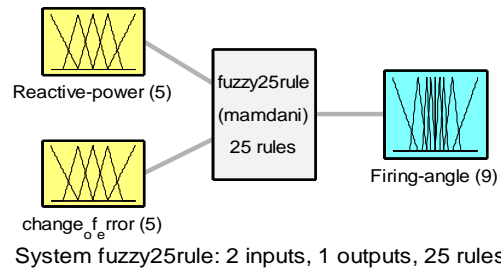 Reactive-power (5)
fuzzy25rule
(mamdani)
25 rules
Firing-angle (9)
change_of_error (5)
System fuzzy25rule: 2 inputs, 1 outputs, 25 rules